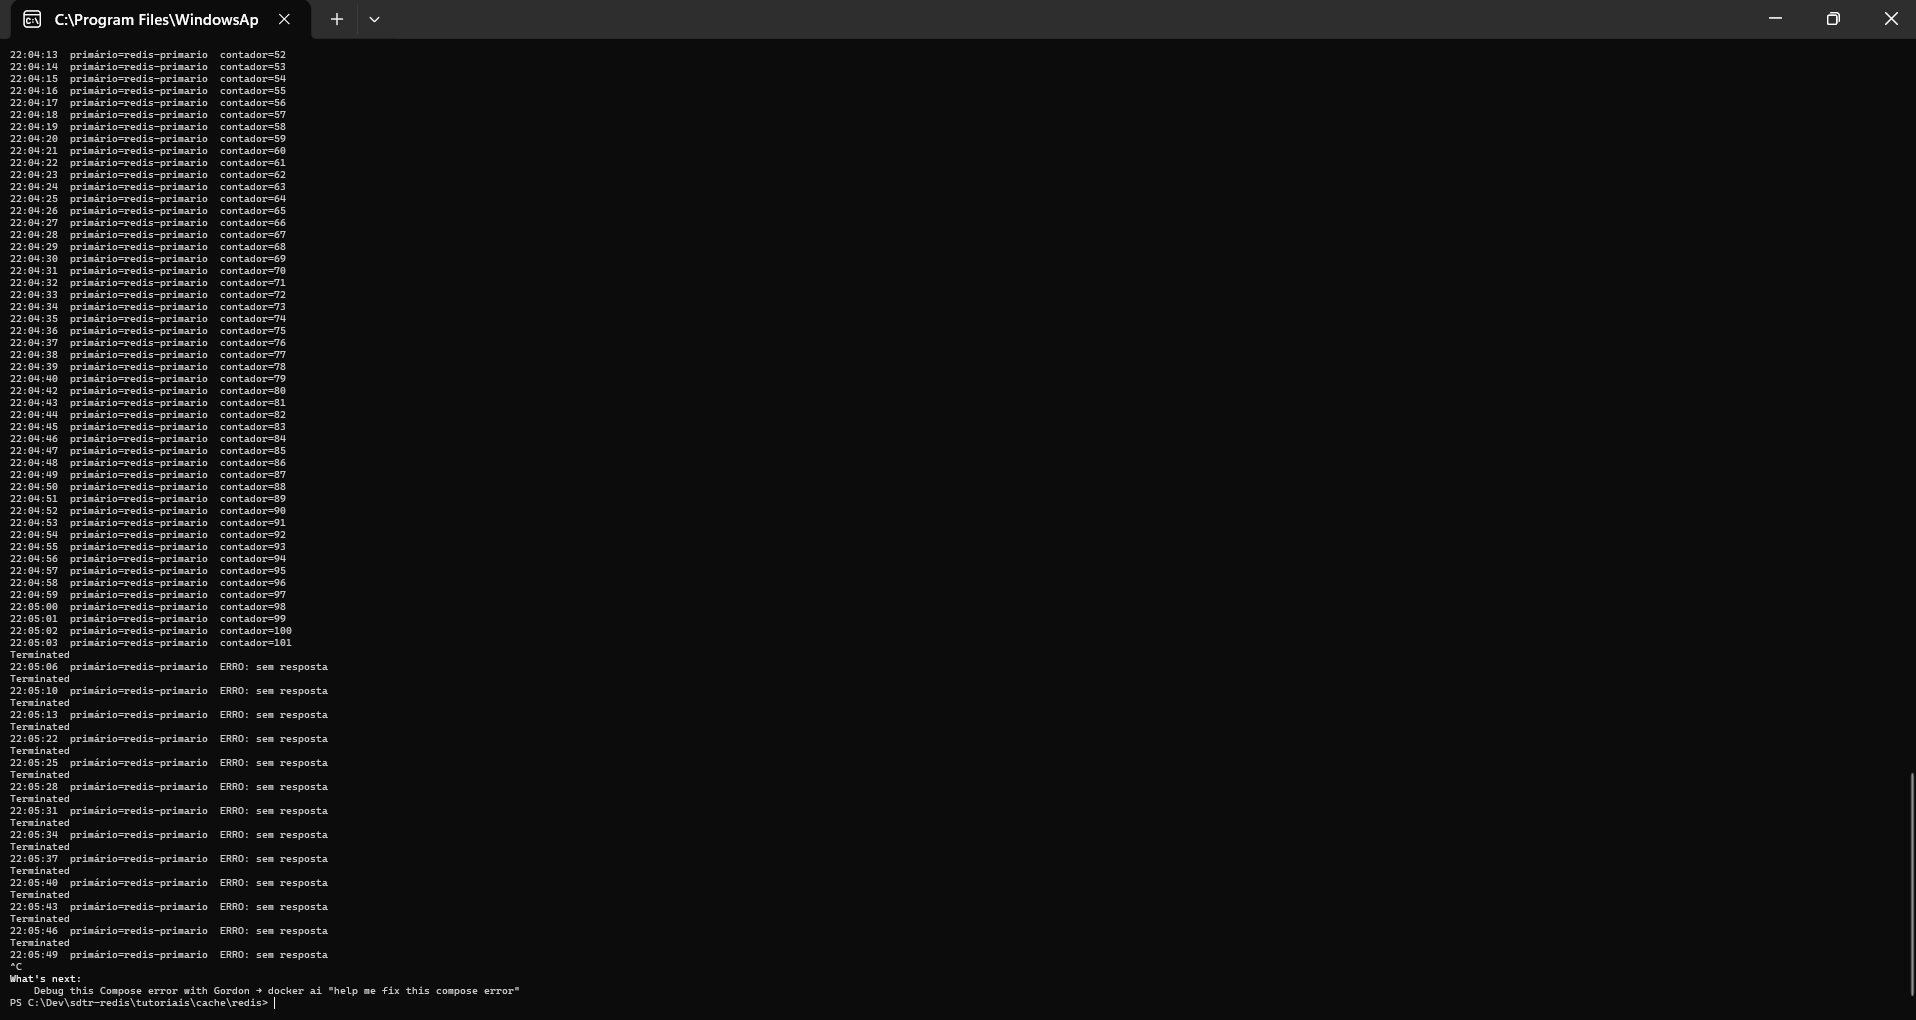 C:\Program Files\WindowsAp
22:04:13  primário=redis-primario  contador=52
22:04:14  primário=redis-primario  contador=53
22:04:15  primário=redis-primario  contador=54
22:04:16  primário=redis-primario  contador=55
22:04:17  primário=redis-primario  contador=56
22:04:18  primário=redis-primario  contador=57
22:04:19  primário=redis-primario  contador=58
22:04:20  primário=redis-primario  contador=59
22:04:21  primário=redis-primario  contador=60
22:04:22  primário=redis-primario  contador=61
22:04:23  primário=redis-primario  contador=62
22:04:24  primário=redis-primario  contador=63
22:04:25  primário=redis-primario  contador=64
22:04:26  primário=redis-primario  contador=65
22:04:27  primário=redis-primario  contador=66
22:04:28  primário=redis-primario  contador=67
22:04:29  primário=redis-primario  contador=68
22:04:30  primário=redis-primario  contador=69
22:04:31  primário=redis-primario  contador=70
22:04:32  primário=redis-primario  contador=71
22:04:33  primário=redis-primario  contador=72
22:04:34  primário=redis-primario  contador=73
22:04:35  primário=redis-primario  contador=74
22:04:36  primário=redis-primario  contador=75
22:04:37  primário=redis-primario  contador=76
22:04:38  primário=redis-primario  contador=77
22:04:39  primário=redis-primario  contador=78
22:04:40  primário=redis-primario  contador=79
22:04:42  primário=redis-primario  contador=80
22:04:43  primário=redis-primario  contador=81
22:04:44  primário=redis-primario  contador=82
22:04:45  primário=redis-primario  contador=83
22:04:46  primário=redis-primario  contador=84
22:04:47  primário=redis-primario  contador=85
22:04:48  primário=redis-primario  contador=86
22:04:49  primário=redis-primario  contador=87
22:04:50  primário=redis-primario  contador=88
22:04:51  primário=redis-primario  contador=89
22:04:52  primário=redis-primario  contador=90
22:04:53  primário=redis-primario  contador=91
22:04:54  primário=redis-primario  contador=92
22:04:55  primário=redis-primario  contador=93
22:04:56  primário=redis-primario  contador=94
22:04:57  primário=redis-primario  contador=95
22:04:58  primário=redis-primario  contador=96
22:04:59  primário=redis-primario  contador=97
22:05:00  primário=redis-primario  contador=98
22:05:01  primário=redis-primario  contador=99
22:05:02  primário=redis-primario  contador=100
22:05:03  primário=redis-primario  contador=101
Terminated
22:05:06  primário=redis-primario  ERRO: sem resposta
Terminated
22:05:10  primário=redis-primario  ERRO: sem resposta
Terminated
22:05:13  primário=redis-primario  ERRO: sem resposta
Terminated
22:05:22  primário=redis-primario  ERRO: sem resposta
Terminated
22:05:25  primário=redis-primario  ERRO: sem resposta
Terminated
22:05:28  primário=redis-primario  ERRO: sem resposta
Terminated
22:05:31  primário=redis-primario  ERRO: sem resposta
Terminated
22:05:34  primário=redis-primario  ERRO: sem resposta
Terminated
22:05:37  primário=redis-primario  ERRO: sem resposta
Terminated
22:05:40  primário=redis-primario  ERRO: sem resposta
Terminated
22:05:43  primário=redis-primario  ERRO: sem resposta
Terminated
22:05:46  primário=redis-primario  ERRO: sem resposta
Terminated
22:05:49  primário=redis-primario  ERRO: sem resposta
^C
What's next:
    Debug this Compose error with Gordon → docker ai "help me fix this compose error"
PS C:\Dev\sdtr-redis\tutoriais\cache\redis>